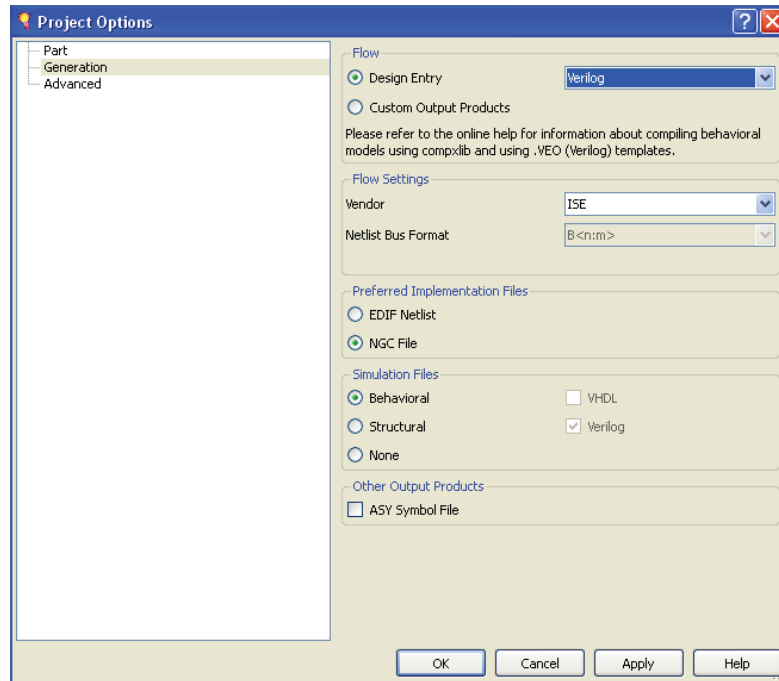 Project Options
Part
Generation
Advanced
Flow
Design Entry
Verilog
Custom Output Products
Please refer to the online help for information about compiling behavioral
models using compxlib and using .VEO (Verilog) templates.
Flow Settings
Vendor
ISE
Netlist Bus Format
B<n:m>
Preferred Implementation Files
EDIF Netlist
NGC File
Simulation Files
Behavioral
VHDL
Structural
Verilog
None
Other Output Products
ASY Symbol File
OK
Cancel
Apply
Help